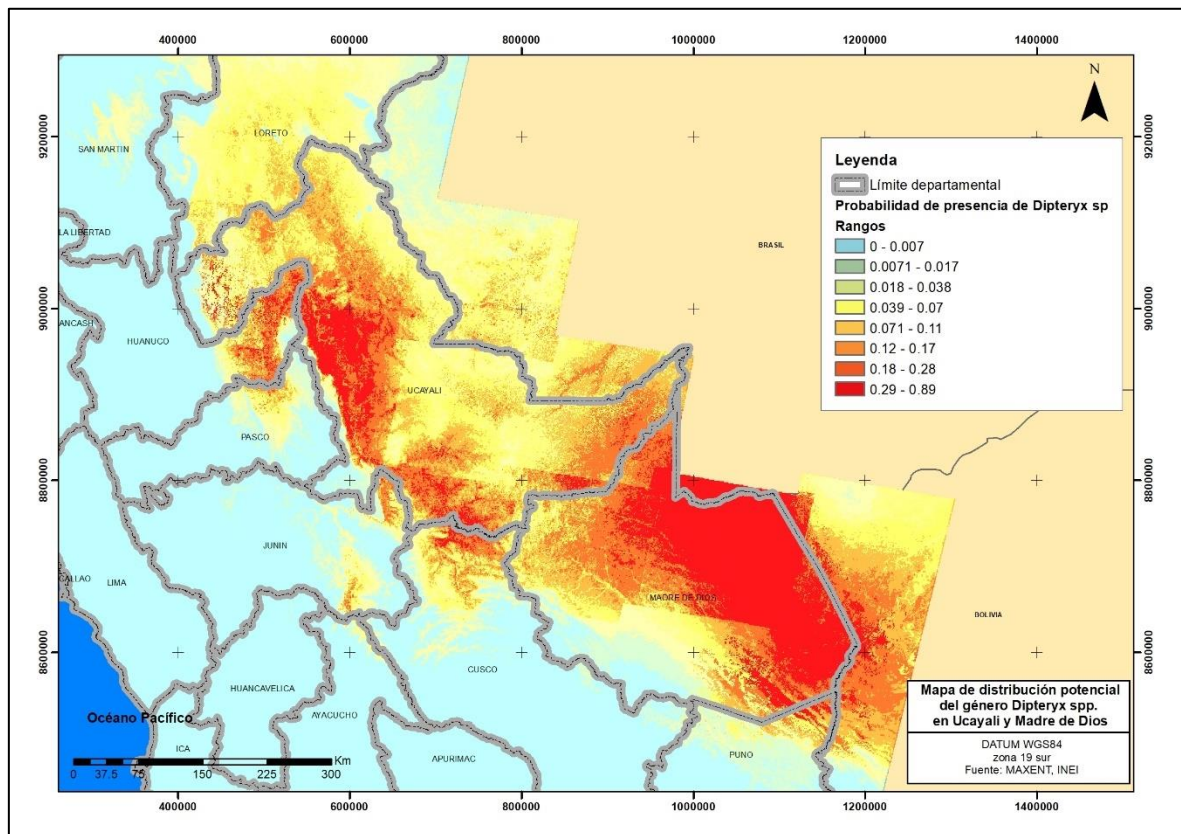 400000 600000 800000 1000000 1200000 1400000
N
9200000 9200000
9000000 9000000
8800000 8800000
8600000 8600000
LORETO
SAN MARTIN
LA LIBERTAD
ANCASH
HUANUCO
UCAYALI
PASCO
BRASIL
JUNIN
LIMA
CALLAO
MADRE DE DIOS
BOLIVIA
CUSCO
HUANCAVELICA
AYACUCHO
Océano Pacífico
ICA
APURIMAC
PUNO
Leyenda
Límite departamental
Probabilidad de presencia de Dipteryx sp
Rangos
0 - 0.007
0.0071 - 0.017
0.018 - 0.038
0.039 - 0.07
0.071 - 0.11
0.12 - 0.17
0.18 - 0.28
0.29 - 0.89
Mapa de distribución potencial
del género Dipteryx spp.
en Ucayali y Madre de Dios
DATUM WGS84
zona 19 sur
Fuente: MAXENT, INEI
Km
0 37.5 75 150 225 300
400000 600000 800000 1000000 1200000 1400000